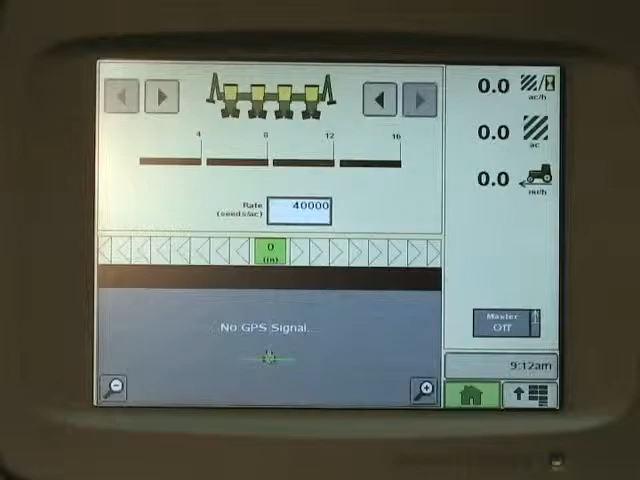 0.0
ac/h
4 8 12 16
0.0
ac
0.0
m/h
Rate
(seeds/ac)
40000
0
(in)
No GPS Signal...
Master
Off
9:12am